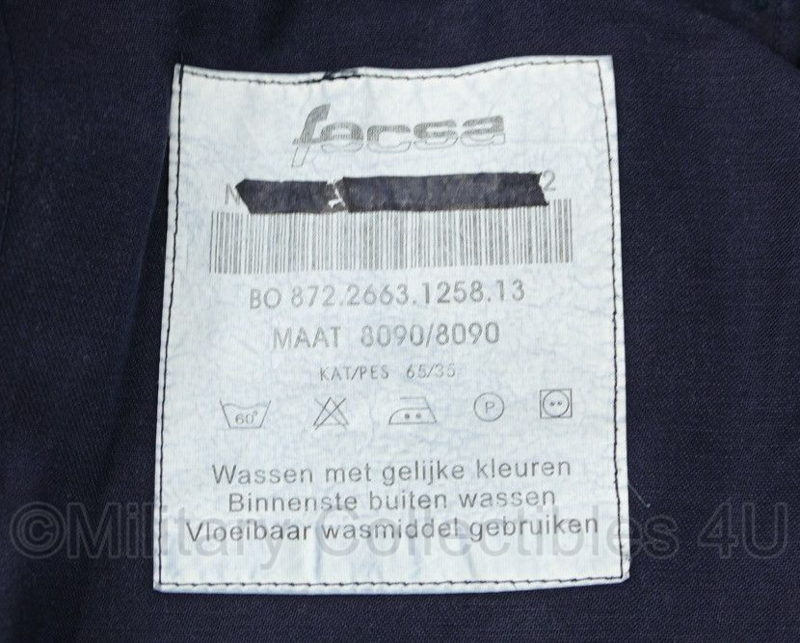 facsa
BO 872.2663.1258.13
MAAT 8090/8090
KAT/PES 65/35
60°
P
Wassen met gelijke kleuren
Binnenste buiten wassen
Vloeibaar wasmiddel gebruiken
©Military Collectibles 4U